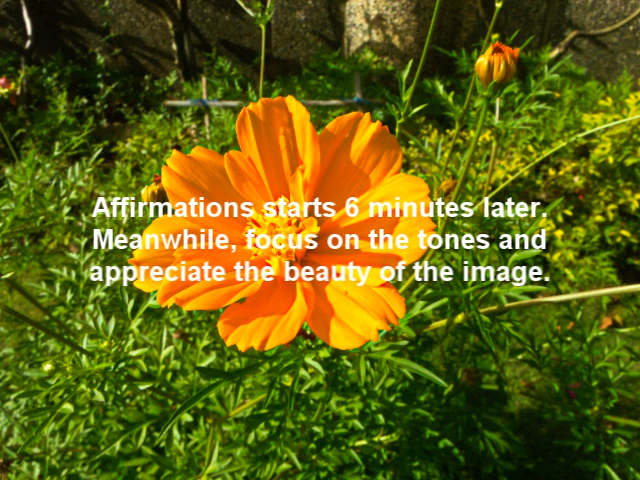 Affirmations starts 6 minutes later.
Meanwhile, focus on the tones and
appreciate the beauty of the image.